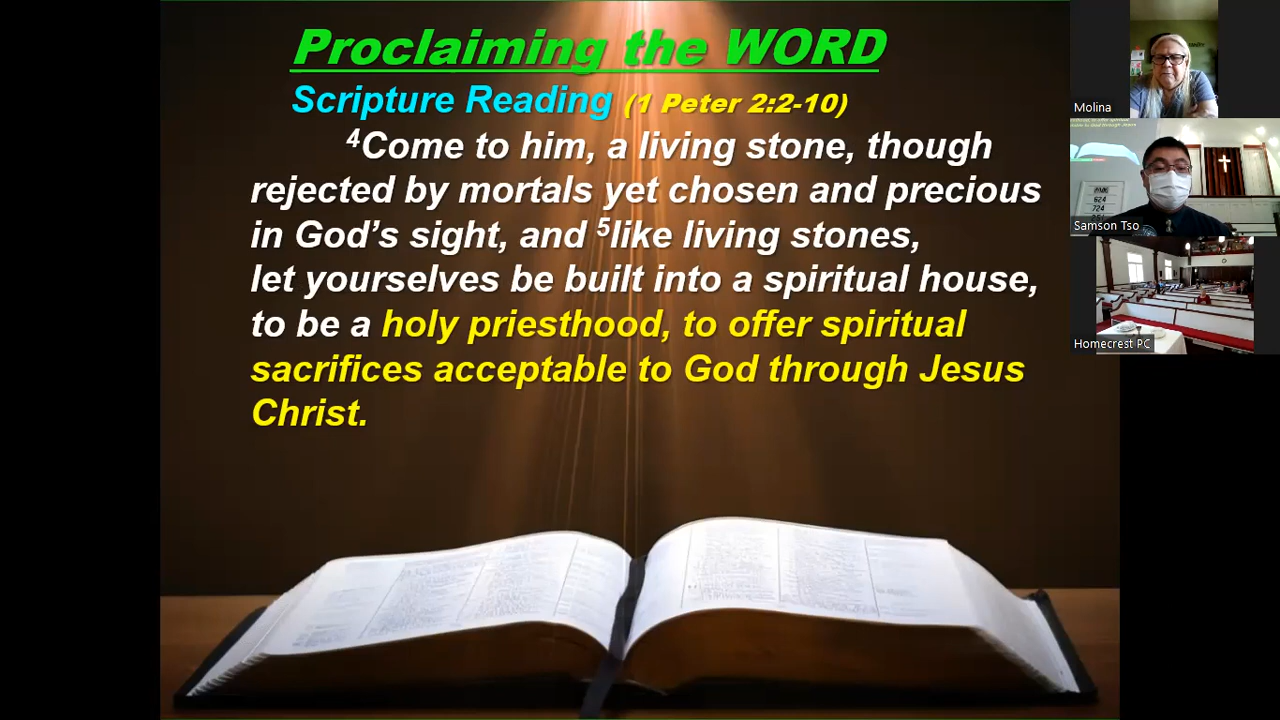 Proclaiming the WORD
Scripture Reading (1 Peter 2:2-10)
⁴Come to him, a living stone, though
rejected by mortals yet chosen and precious
in God’s sight, and ⁵like living stones,
let yourselves be built into a spiritual house,
to be a holy priesthood, to offer spiritual
sacrifices acceptable to God through Jesus
Christ.
Molina
Samson Tso
624
724
Homecrest PC